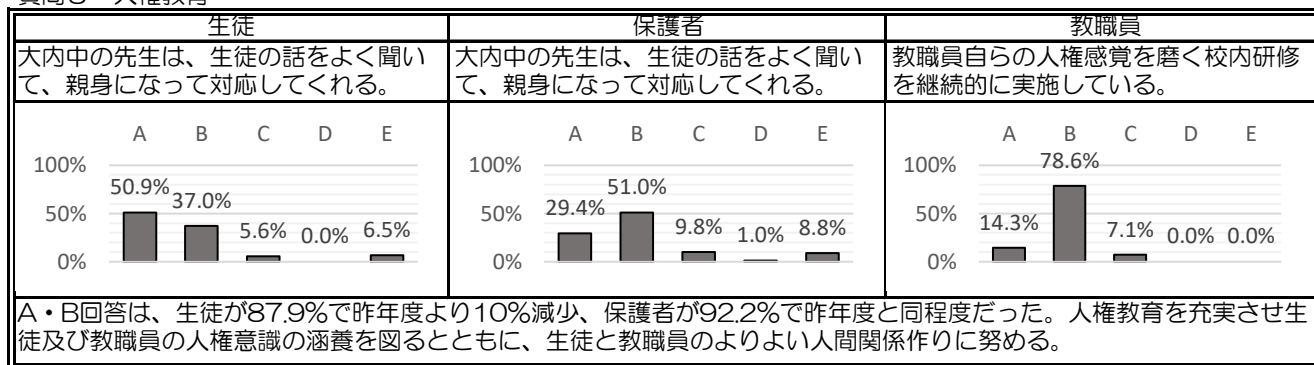 生徒 保護者 教職員
大内中の先生は、生徒の話をよく聞い
て、親身になって対応してくれる。
大内中の先生は、生徒の話をよく聞い
て、親身になって対応してくれる。
教職員自らの人権感覚を磨く校内研修
を継続的に実施している。
A B C D E
100%
50%
0%
50.9% 37.0% 5.6% 0.0% 6.5%
A B C D E
100%
50%
0%
29.4% 51.0% 9.8% 1.0% 8.8%
A B C D E
100%
50%
0%
14.3% 78.6% 7.1% 0.0% 0.0%
A・B回答は、生徒が87.9%で昨年度より10%減少、保護者が92.2%で昨年度と同程度だった。人権教育を充実させ生
徒及び教職員の人権意識の涵養を図るとともに、生徒と教職員のよりよい人間関係作りに努める。